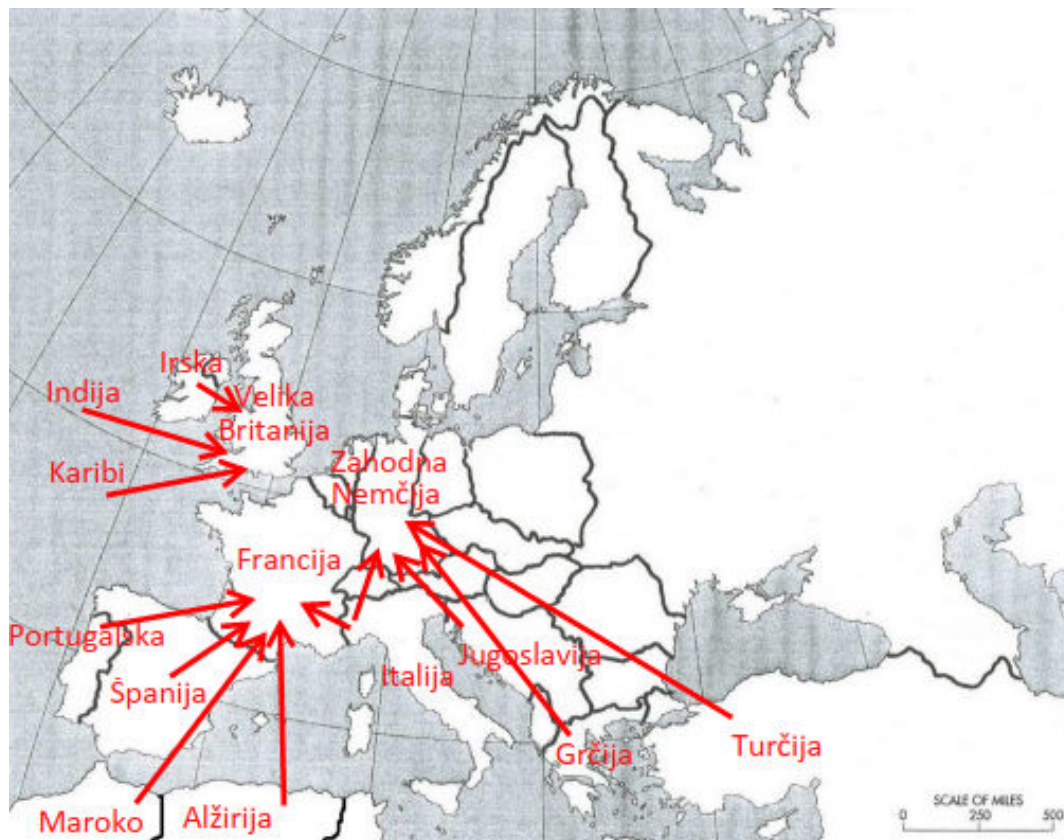 Irska
Indija
Velika
Britanija
Karibi
Zahodna
Nemčija
Francija
Portugalska
Španija
Italija
Jugoslavija
Grčija
Turčija
Maroko
Alžirija
SCALE OF MILES
0 250 500